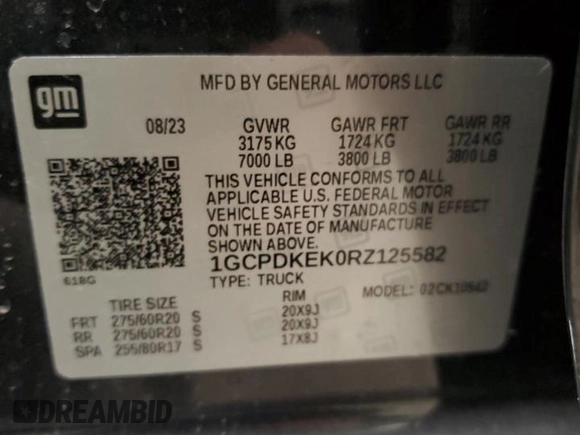 gm
MFD BY GENERAL MOTORS LLC
08/23 GVWR GAWR FRT GAWR RR
3175 KG 1724 KG 1724 KG
7000 LB 3800 LB 3800 LB
THIS VEHICLE CONFORMS TO ALL
APPLICABLE U.S. FEDERAL MOTOR
VEHICLE SAFETY STANDARDS IN EFFECT
ON THE DATE OF MANUFACTURE
SHOWN ABOVE.
1GCPDKEK0RZ125582
618G
TYPE: TRUCK MODEL:
TIRE SIZE RIM
FRT 275/60R20 S 20X9J
RR 275/60R20 S 20X9J
SPA 255/80R17 S 17X8J
DREAMBID